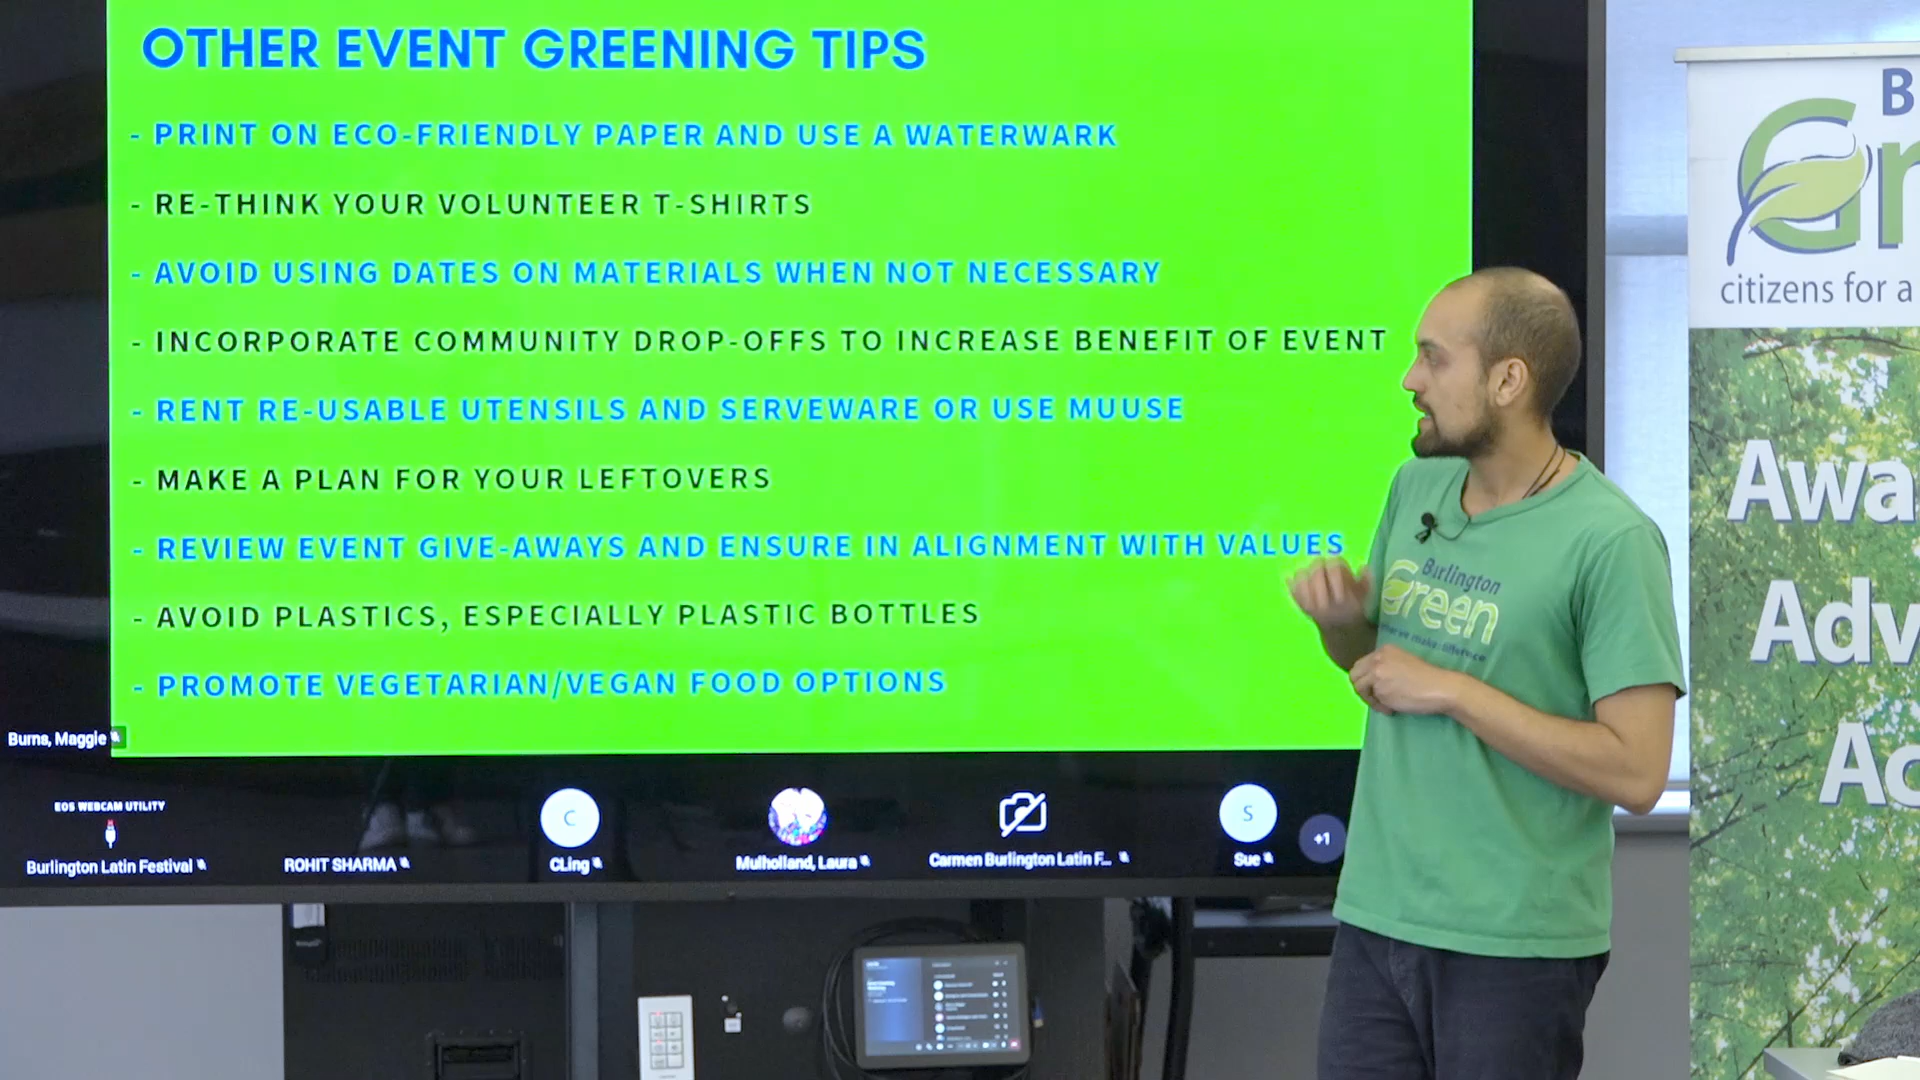 OTHER EVENT GREENING TIPS
- PRINT ON ECO-FRIENDLY PAPER AND USE A WATERWARK
- RE-THINK YOUR VOLUNTEER T-SHIRTS
- AVOID USING DATES ON MATERIALS WHEN NOT NECESSARY
- INCORPORATE COMMUNITY DROP-OFFS TO INCREASE BENEFIT OF EVENT
- RENT RE-USABLE UTENSILS AND SERVEWARE OR USE MUUSE
- MAKE A PLAN FOR YOUR LEFTOVERS
- REVIEW EVENT GIVE-AWAYS AND ENSURE IN ALIGNMENT WITH VALUES
- AVOID PLASTICS, ESPECIALLY PLASTIC BOTTLES
- PROMOTE VEGETARIAN/VEGAN FOOD OPTIONS
Burns, Maggie
EOS WEBCAM UTILITY
Burlington Latin Festival
ROHIT SHARMA
C
CLing
Mulholland, Laura
Carmen Burlington Latin F...
S
Sue
+1
Burlington
Green
B
Gr
citizens for a
Awa
Adv
Ac